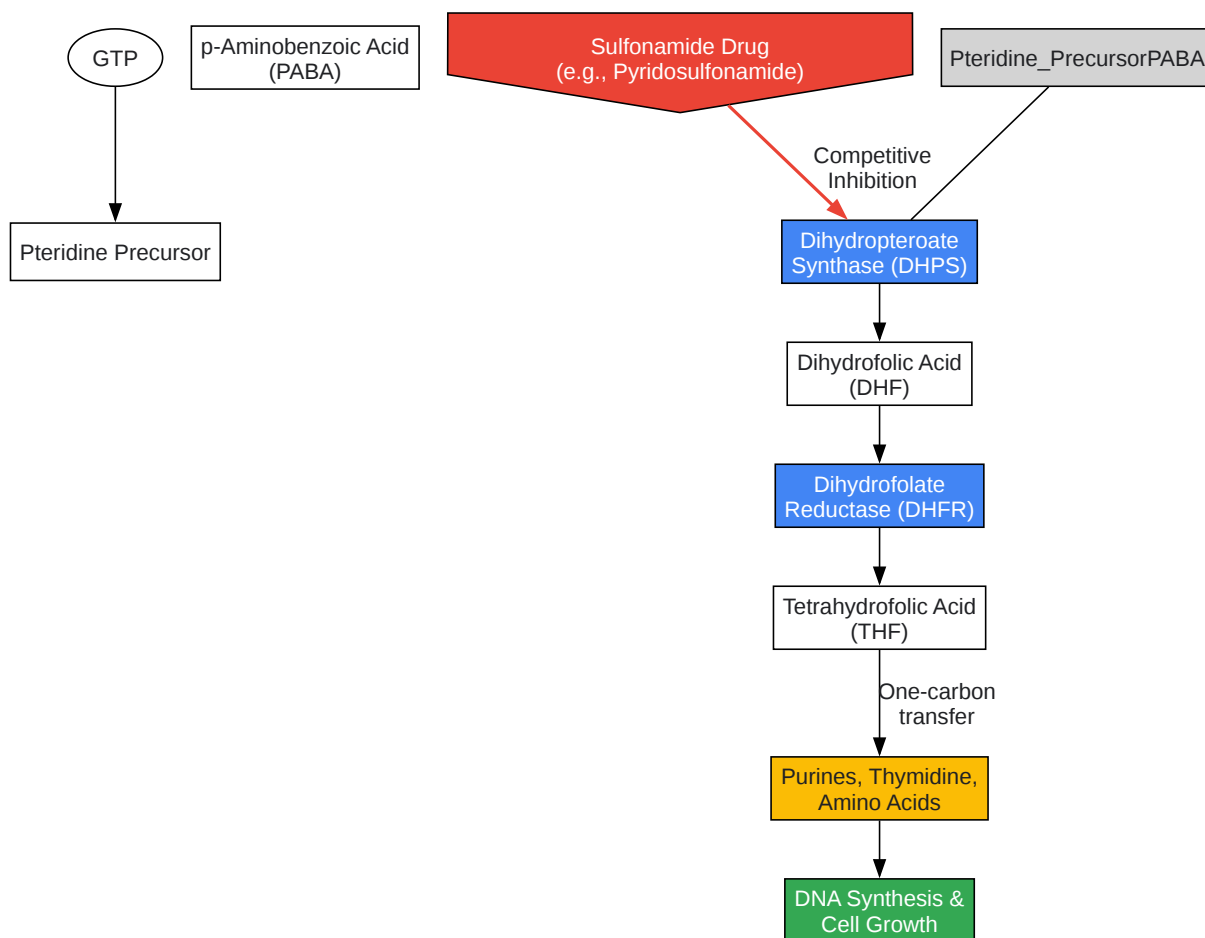 GTP
p-Aminobenzoic Acid
(PABA)
Sulfonamide Drug
(e.g., Pyridosulfonamide)
Pteridine_PrecursorPABA
Competitive
Inhibition
Pteridine Precursor
Dihydropteroate
Synthase (DHPS)
Dihydrofolic Acid
(DHF)
Dihydrofolate
Reductase (DHFR)
Tetrahydrofolic Acid
(THF)
One-carbon
transfer
Purines, Thymidine,
Amino Acids
DNA Synthesis &
Cell Growth